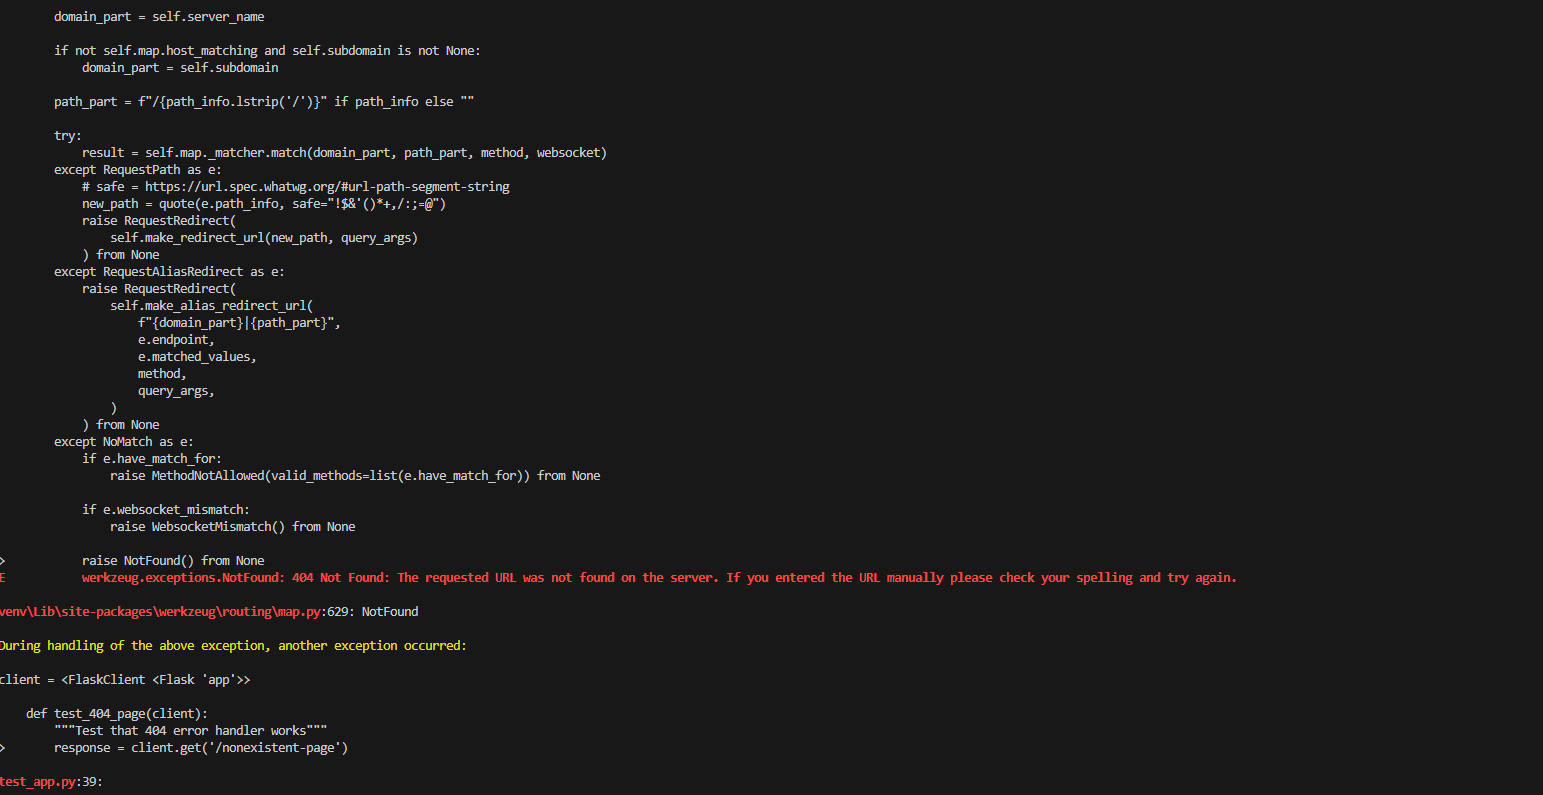 domain_part = self.server_name
if not self.map.host_matching and self.subdomain is not None:
domain_part = self.subdomain
path_part = f"/{path_info.lstrip('/')}" if path_info else ""
try:
result = self.map._matcher.match(domain_part, path_part, method, websocket)
except RequestPath as e:
# safe = https://url.spec.whatwg.org/#url-path-segment-string
new_path = quote(e.path_info, safe="!$&'()*+,/:;=@")
raise RequestRedirect(
self.make_redirect_url(new_path, query_args)
) from None
except RequestAliasRedirect as e:
raise RequestRedirect(
self.make_alias_redirect_url(
f"{domain_part}|{path_part}",
e.endpoint,
e.matched_values,
method,
query_args,
)
) from None
except NoMatch as e:
if e.have_match_for:
raise MethodNotAllowed(valid_methods=list(e.have_match_for)) from None
if e.websocket_mismatch:
raise WebsocketMismatch() from None
> raise NotFound() from None
E werkzeug.exceptions.NotFound: 404 Not Found: The requested URL was not found on the server. If you entered the URL manually please check your spelling and try again.
venv\Lib\site-packages\werkzeug\routing\map.py:629: NotFound
During handling of the above exception, another exception occurred:
client = <FlaskClient <Flask 'app'>>
def test_404_page(client):
"""Test that 404 error handler works"""
> response = client.get('/nonexistent-page')
test_app.py:39: